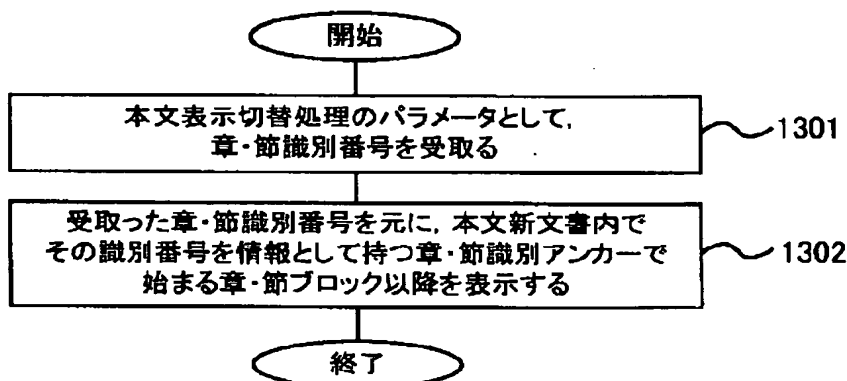 開始
本文表示切替処理のパラメータとして,
章・節識別番号を受取る
1301
受取った章・節識別番号を元に, 本文新文書内で
その識別番号を情報として持つ章・節識別アンカーで
始まる章・節ブロック以降を表示する
1302
終了